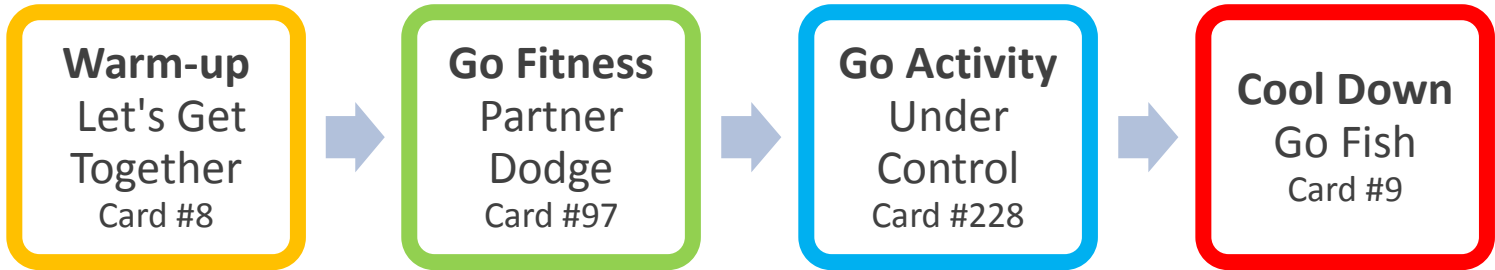 Warm-up
Let's Get
Together
Card #8
Go Fitness
Partner
Dodge
Card #97
Go Activity
Under
Control
Card #228
Cool Down
Go Fish
Card #9